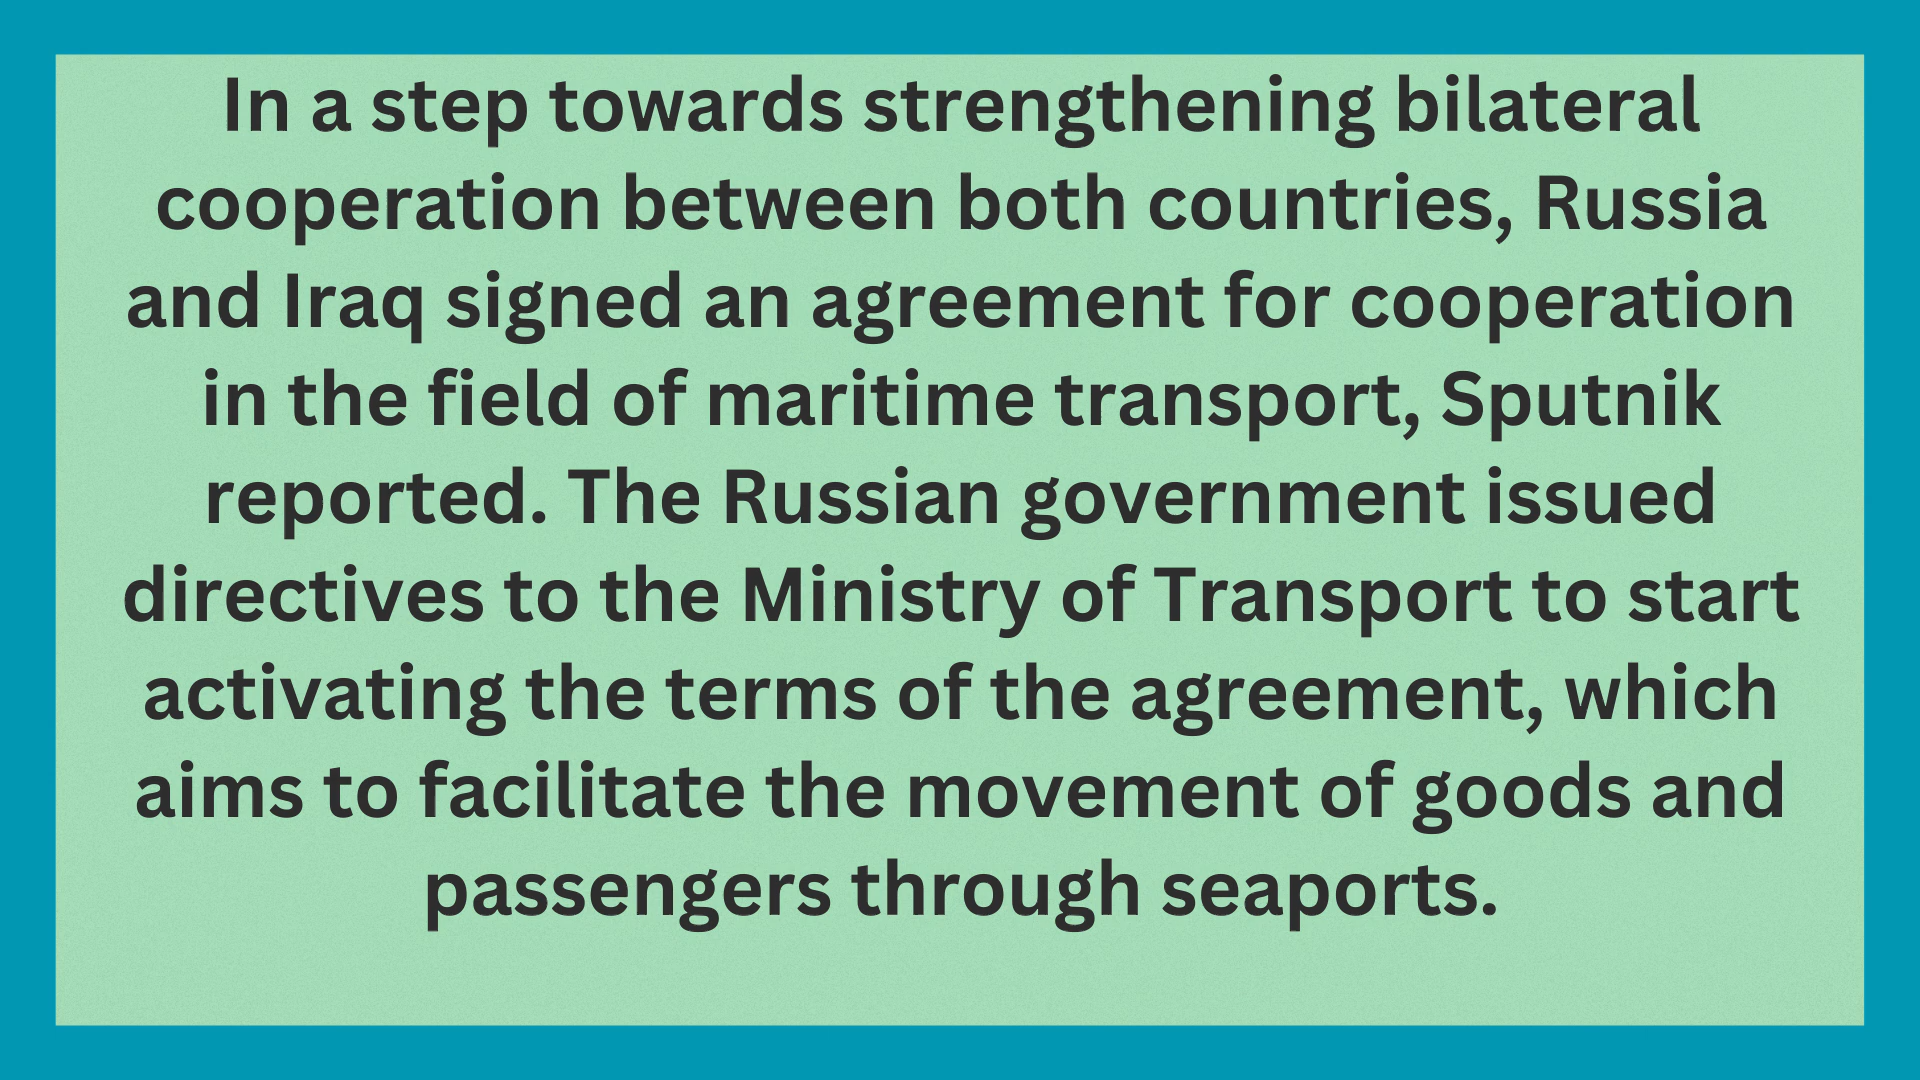 In a step towards strengthening bilateral
cooperation between both countries, Russia
and Iraq signed an agreement for cooperation
in the field of maritime transport, Sputnik
reported. The Russian government issued
directives to the Ministry of Transport to start
activating the terms of the agreement, which
aims to facilitate the movement of goods and
passengers through seaports.